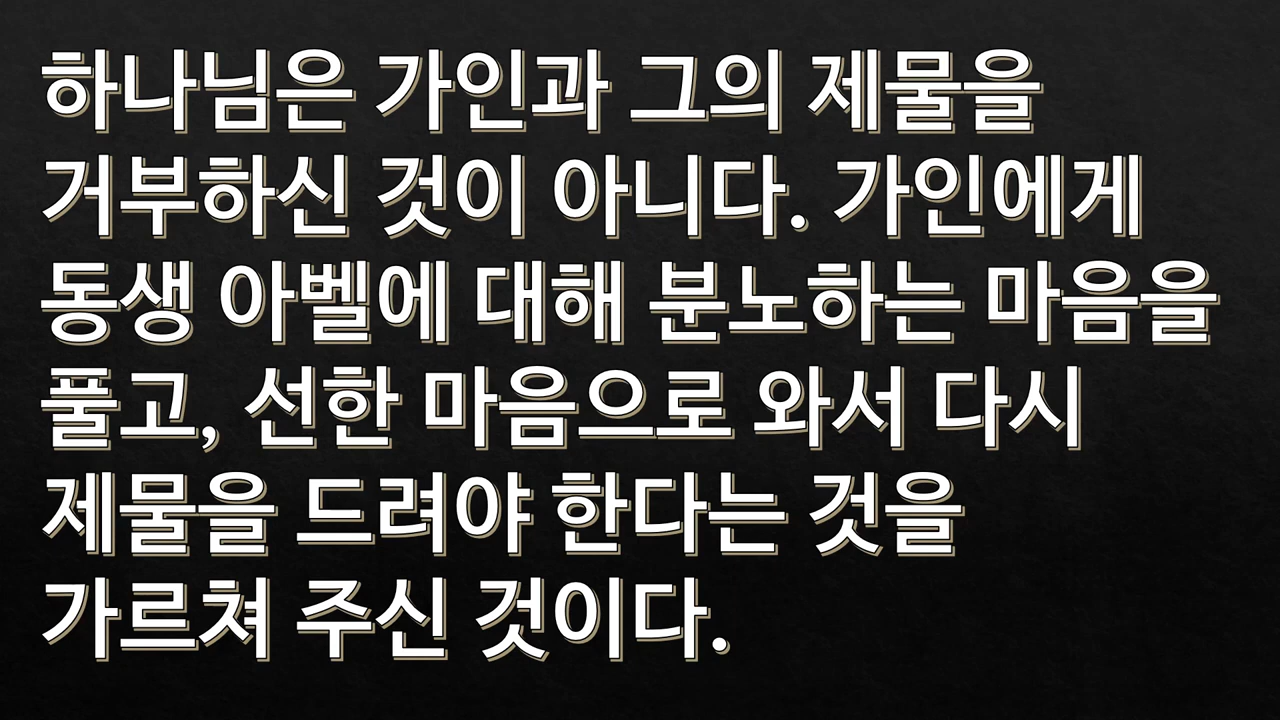 하나님은 가인과 그의 제물을
거부하신 것이 아니다. 가인에게
동생 아벨에 대해 분노하는 마음을
풀고, 선한 마음으로 와서 다시
제물을 드려야 한다는 것을
가르쳐 주신 것이다.